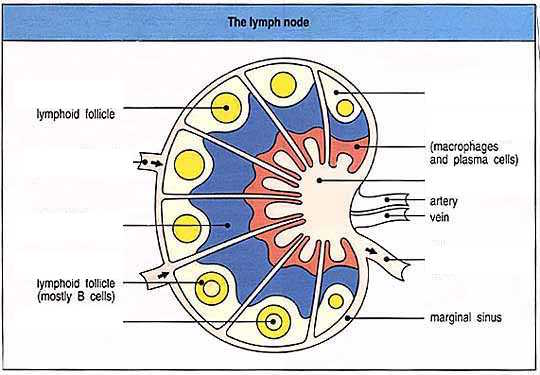 The lymph node
lymphoid follicle
(macrophages
and plasma cells)
artery
vein
lymphoid follicle
(mostly B cells)
marginal sinus